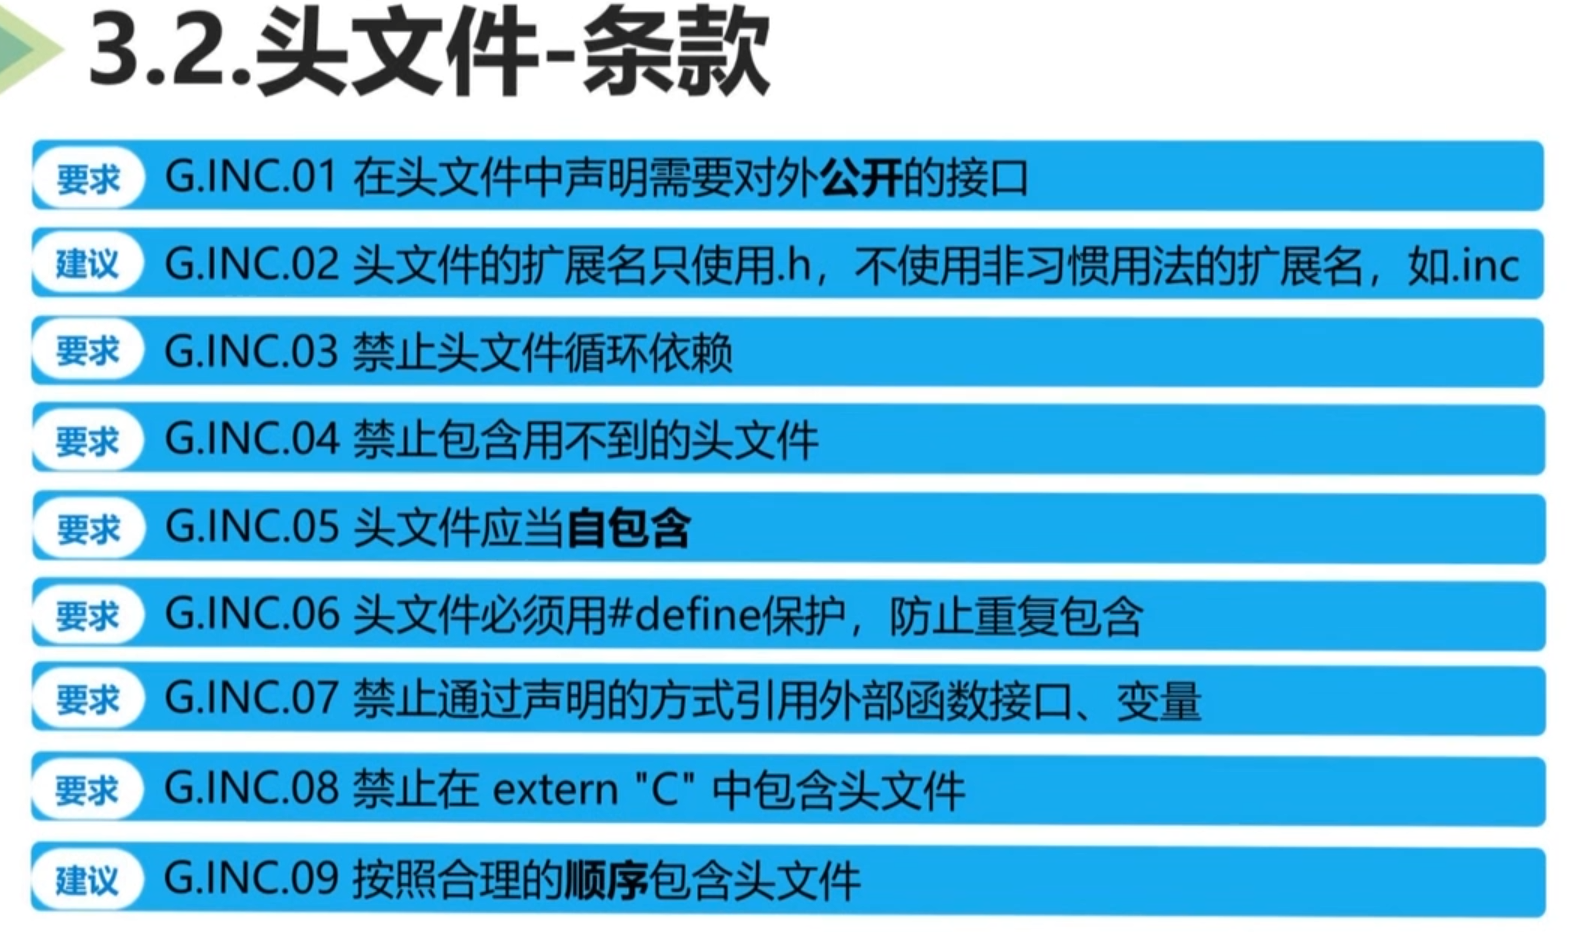 3.2.头文件-条款
要求 G.INC.01 在头文件中声明需要对外公开的接口
建议 G.INC.02 头文件的扩展名只使用.h，不使用非习惯用法的扩展名，如.inc
要求 G.INC.03 禁止头文件循环依赖
要求 G.INC.04 禁止包含用不到的头文件
要求 G.INC.05 头文件应当自包含
要求 G.INC.06 头文件必须用#define保护，防止重复包含
要求 G.INC.07 禁止通过声明的方式引用外部函数接口、变量
要求 G.INC.08 禁止在 extern "C" 中包含头文件
建议 G.INC.09 按照合理的顺序包含头文件